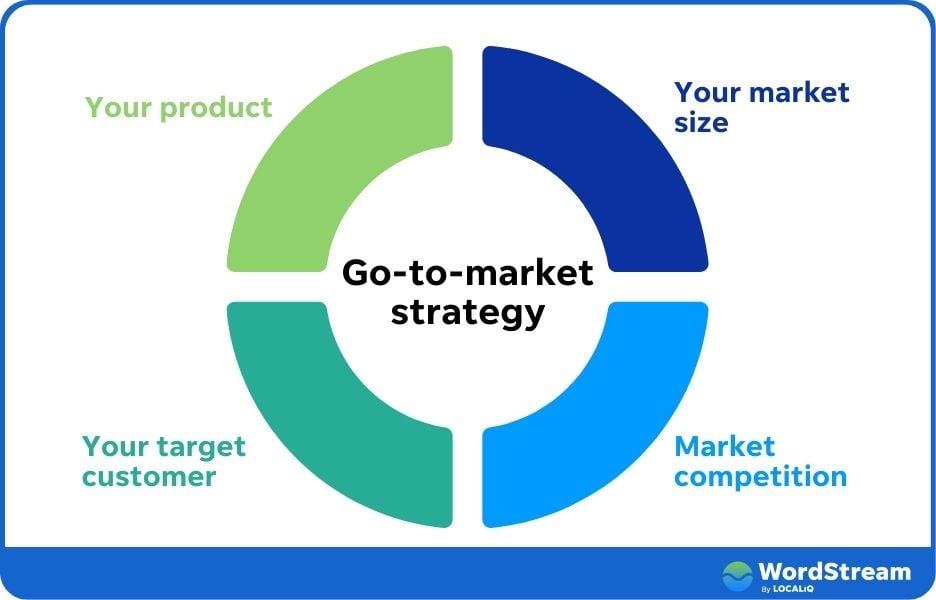 Your product
Your market
size
Go-to-market
strategy
Your target
customer
Market
competition
WordStream
By LOCALiQ